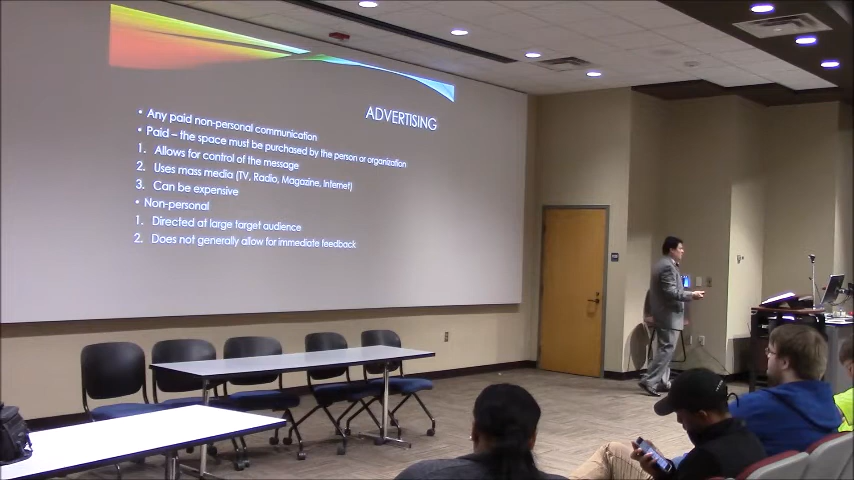 ADVERTISING
• Any paid non-personal communication
• Paid – the space must be purchased by the person or organization
1. Allows for control of the message
2. Uses mass media (TV, Radio, Magazine, Internet)
3. Can be expensive
• Non-personal
1. Directed at large target audience
2. Does not generally allow for immediate feedback